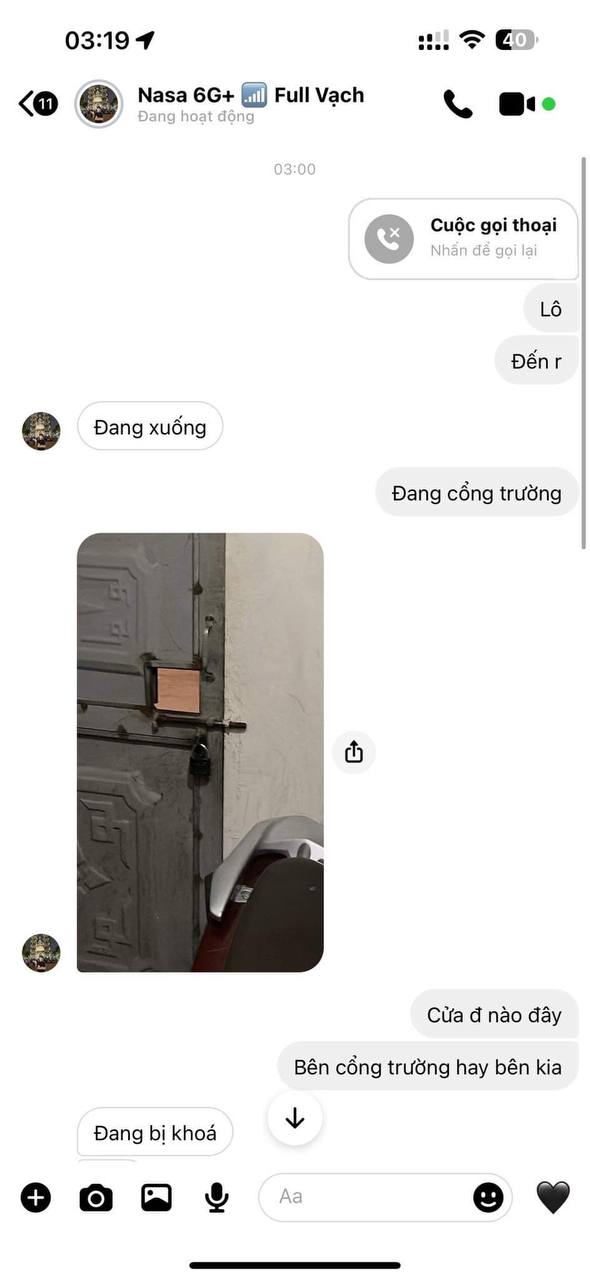 03:19
40
11
Nasa 6G+ 📶 Full Vạch
Đang hoạt động
03:00
Cuộc gọi thoại
Nhấn để gọi lại
Lô
Đến r
Đang xuống
Đang cổng trường
Cửa đ nào đây
Bên cổng trường hay bên kia
Đang bị khoá
Aa